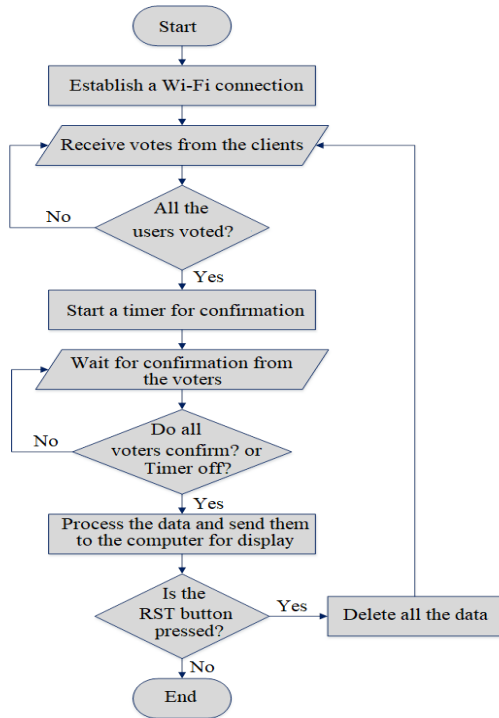 Start
Establish a Wi-Fi connection
Receive votes from the clients
All the
users voted?
No
Yes
Start a timer for confirmation
Wait for confirmation from
the voters
Do all
voters confirm? or
Timer off?
No
Yes
Process the data and send them
to the computer for display
Is the
RST button
pressed?
Yes
Delete all the data
No
End